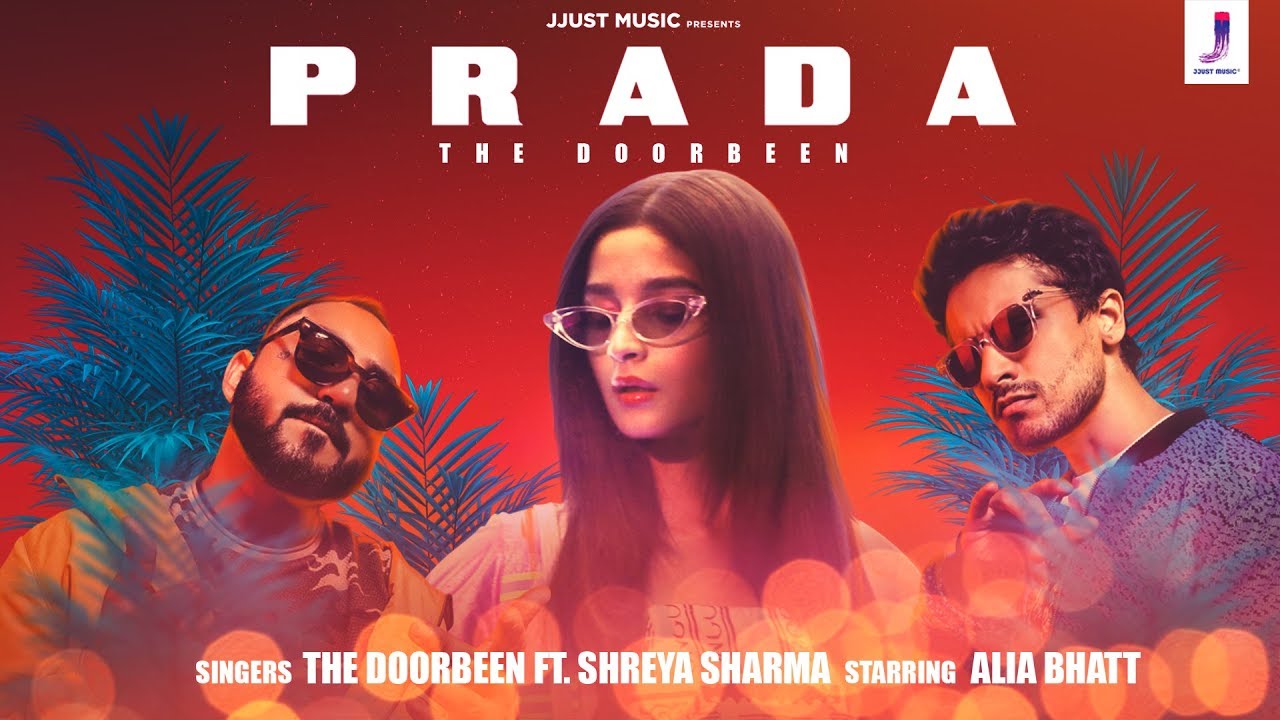 JJUST MUSIC PRESENTS
PRADA
THE DOORBEEN
JJUST MUSIC
SINGERS THE DOORBEEN FT. SHREYA SHARMA STARRING ALIA BHATT